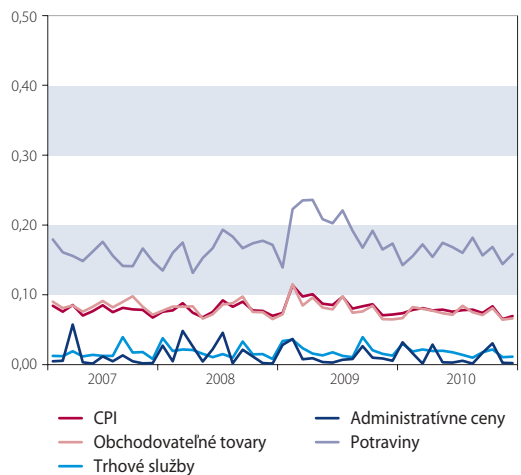 0,50
0,40
0,30
0,20
0,10
0,00
2007 2008 2009 2010
CPI
Obchodovateľné tovary
Trhové služby
Administratívne ceny
Potraviny